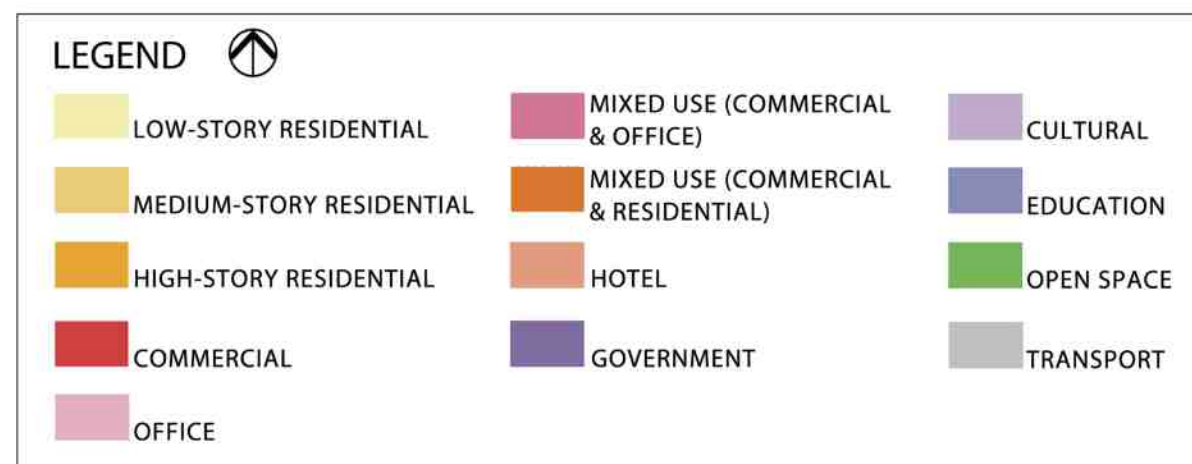 LEGEND
LOW-STORY RESIDENTIAL
MEDIUM-STORY RESIDENTIAL
HIGH-STORY RESIDENTIAL
COMMERCIAL
OFFICE
MIXED USE (COMMERCIAL
& OFFICE)
MIXED USE (COMMERCIAL
& RESIDENTIAL)
HOTEL
GOVERNMENT
CULTURAL
EDUCATION
OPEN SPACE
TRANSPORT